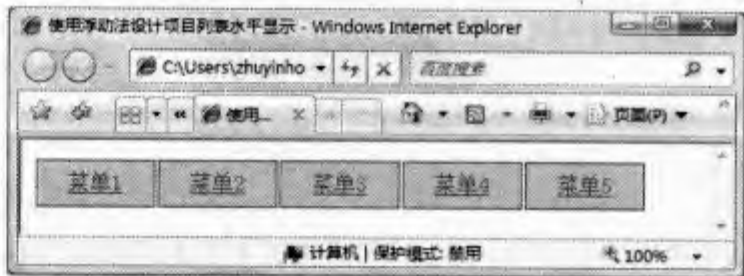 使用浮动法设计项目列表水平显示 - Windows Internet Explorer
C:\Users\zhuyinho
百度搜索
使用...
页面(P)
菜单1 菜单2 菜单3 菜单4 菜单5
计算机 | 保护模式: 禁用
100%